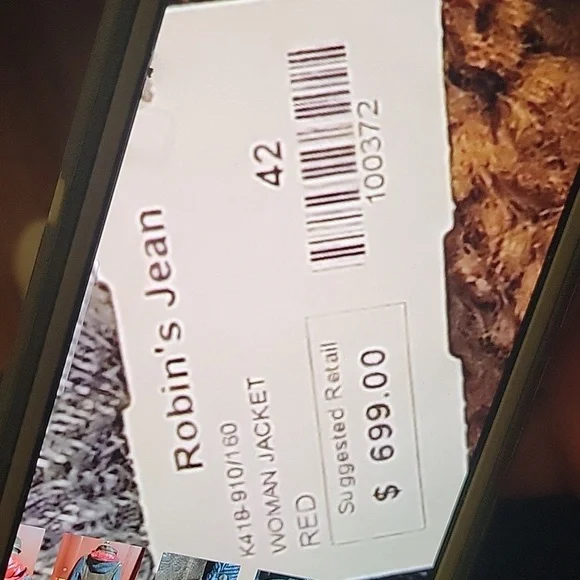 Robin's Jean
K418-910/160
WOMAN JACKET
42
RED
100372
Suggested Retail
$ 699.00